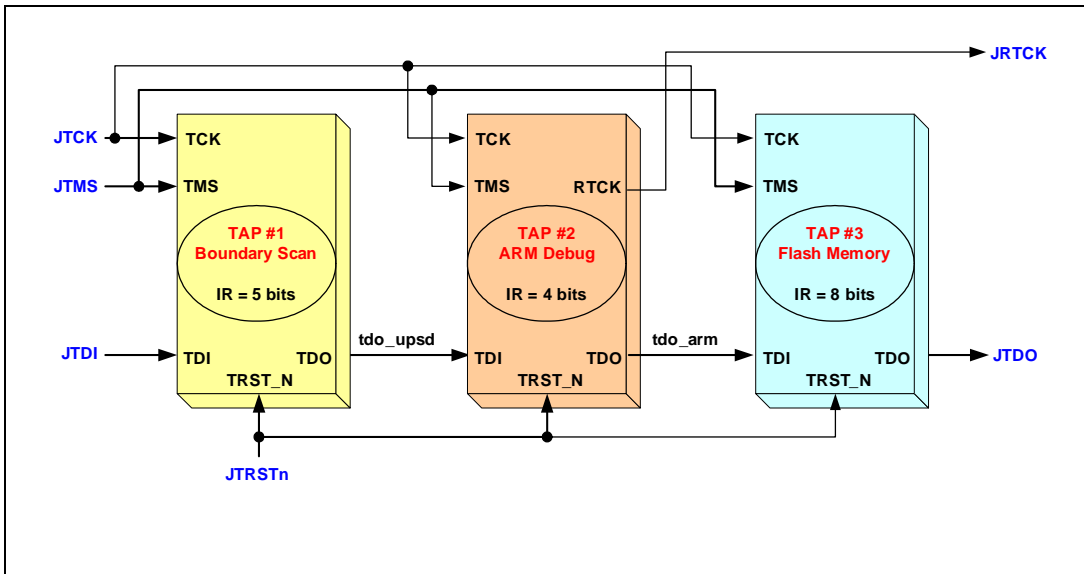 JRTCK
JTCK
JTMS
TCK
TMS
TAP #1
Boundary Scan
IR = 5 bits
JTDI
TDI
TDO
TRST_N
tdo_upsd
TCK
TMS
RTCK
TAP #2
ARM Debug
IR = 4 bits
TDI
TDO
TRST_N
tdo_arm
TCK
TMS
TAP #3
Flash Memory
IR = 8 bits
TDI
TDO
TRST_N
JTDO
JTRSTn